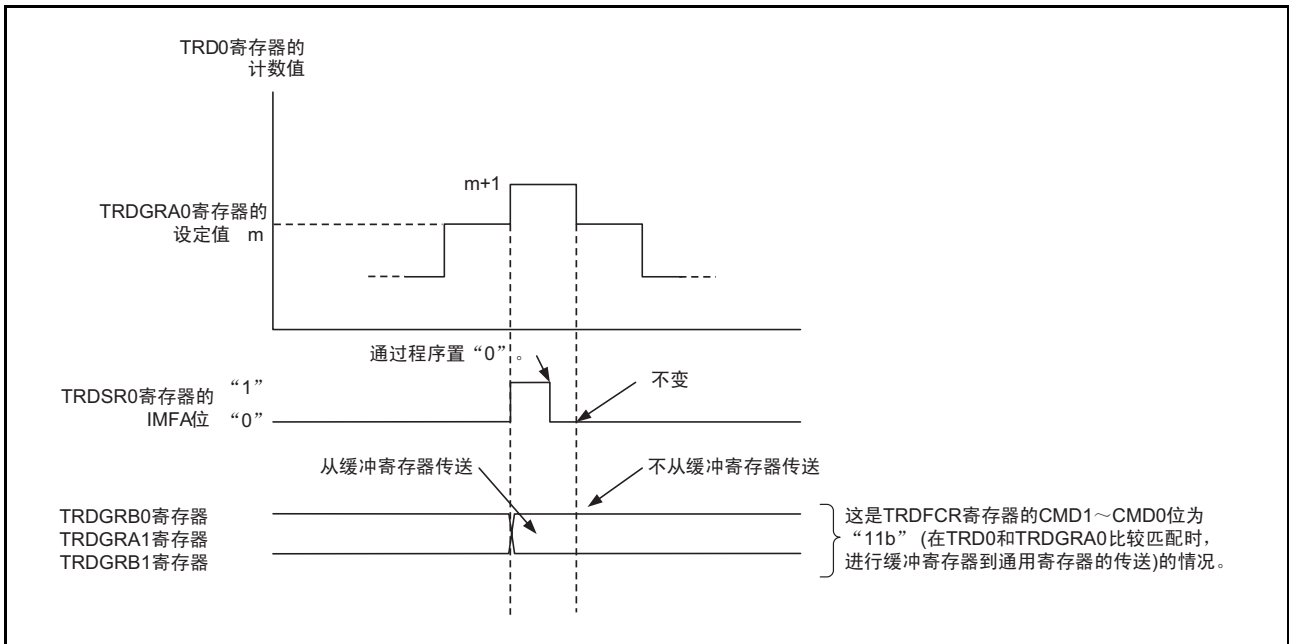 TRD0寄存器的
计数值
m+1
TRDGRA0寄存器的
设定值 m
通过程序置“0”。
不变
TRDSR0寄存器的 “1”
IMFA位 “0”
从缓冲寄存器传送
不从缓冲寄存器传送
TRDGRB0寄存器
TRDGRA1寄存器
TRDGRB1寄存器
这是TRDFCR寄存器的CMD1～CMD0位为
“11b” (在TRD0和TRDGRA0比较匹配时，
进行缓冲寄存器到通用寄存器的传送)的情况。